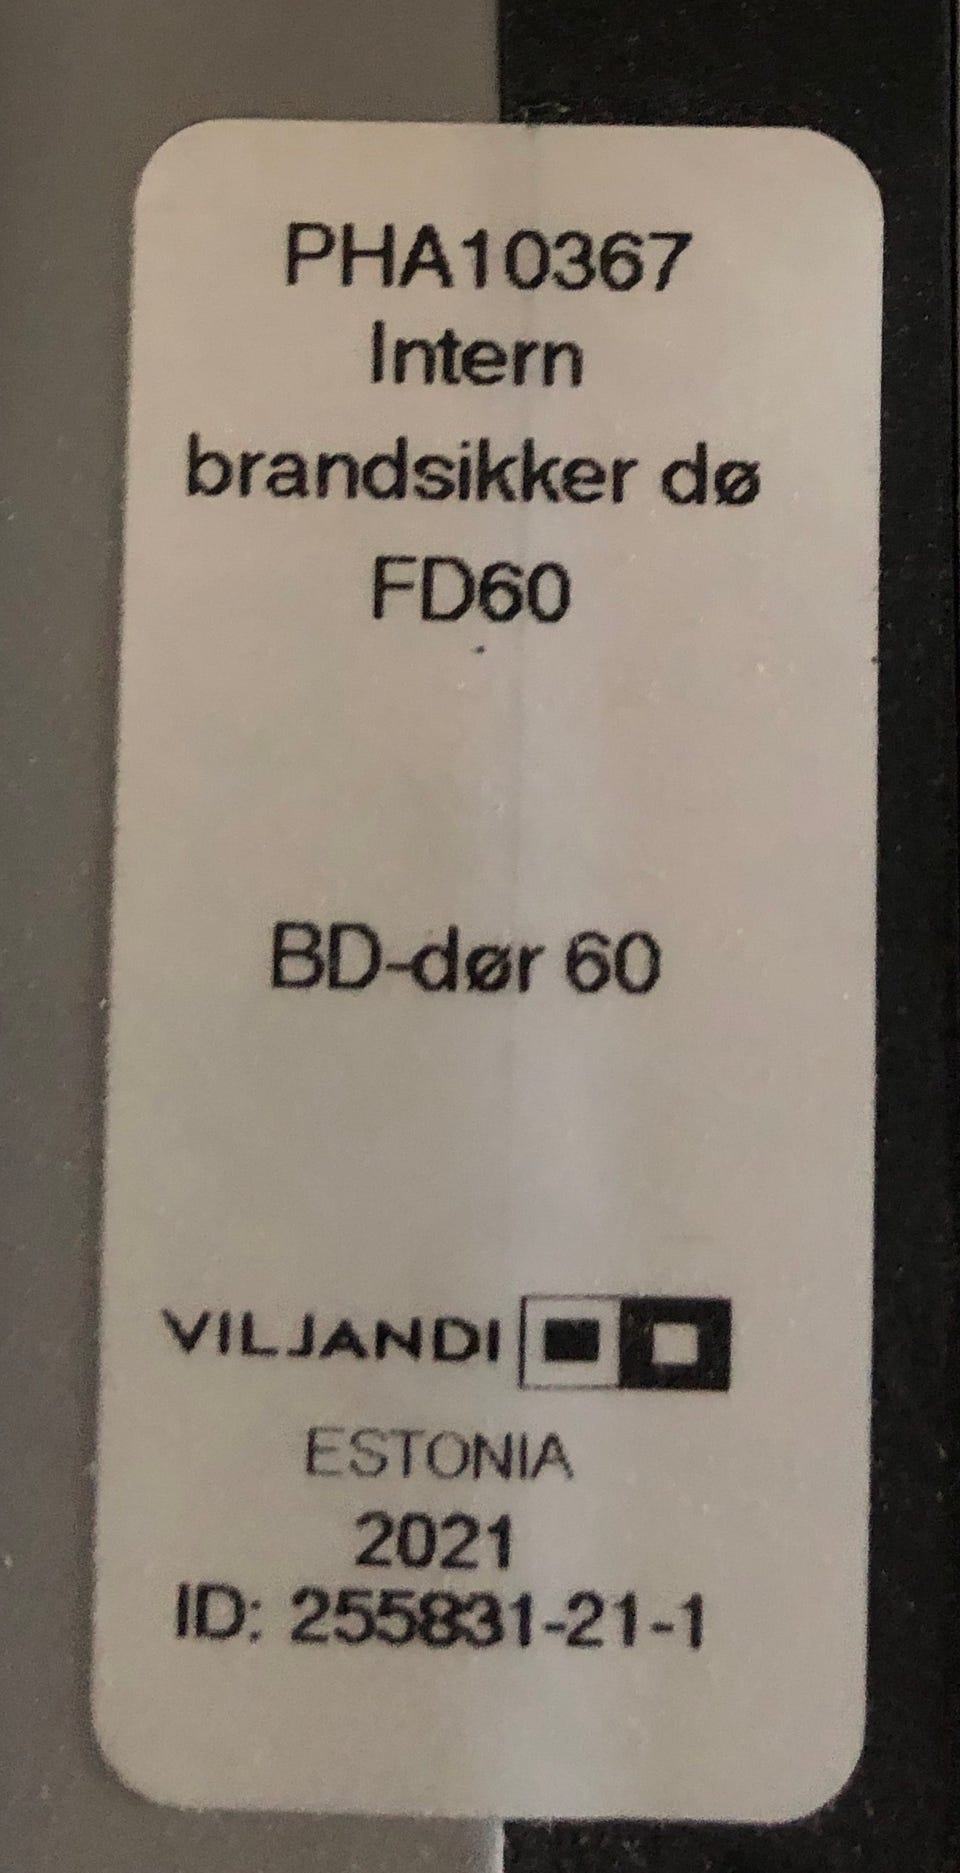 PHA10367
Intern
brandsikker dø
FD60
BD-dør 60
VILJANDI
ESTONIA
2021
ID: 255831-21-1